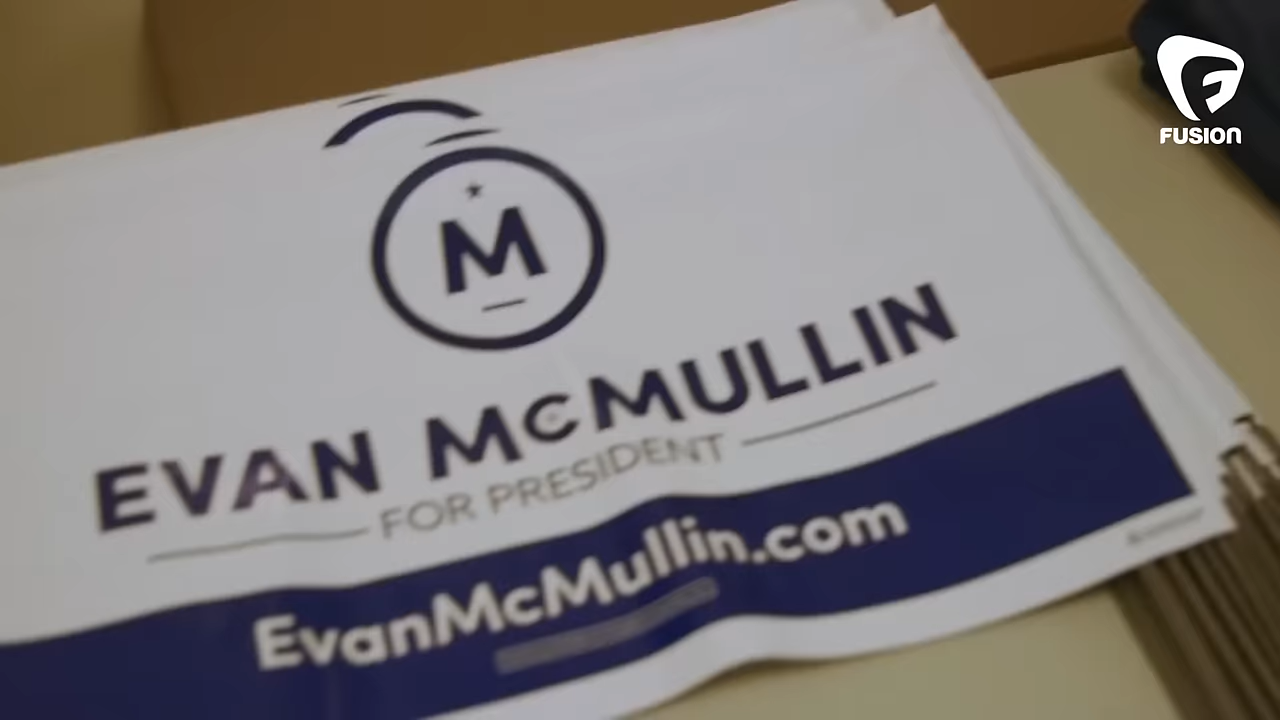 FUSION
M
EVAN McMULLIN
FOR PRESIDENT
EvanMcMullin.com